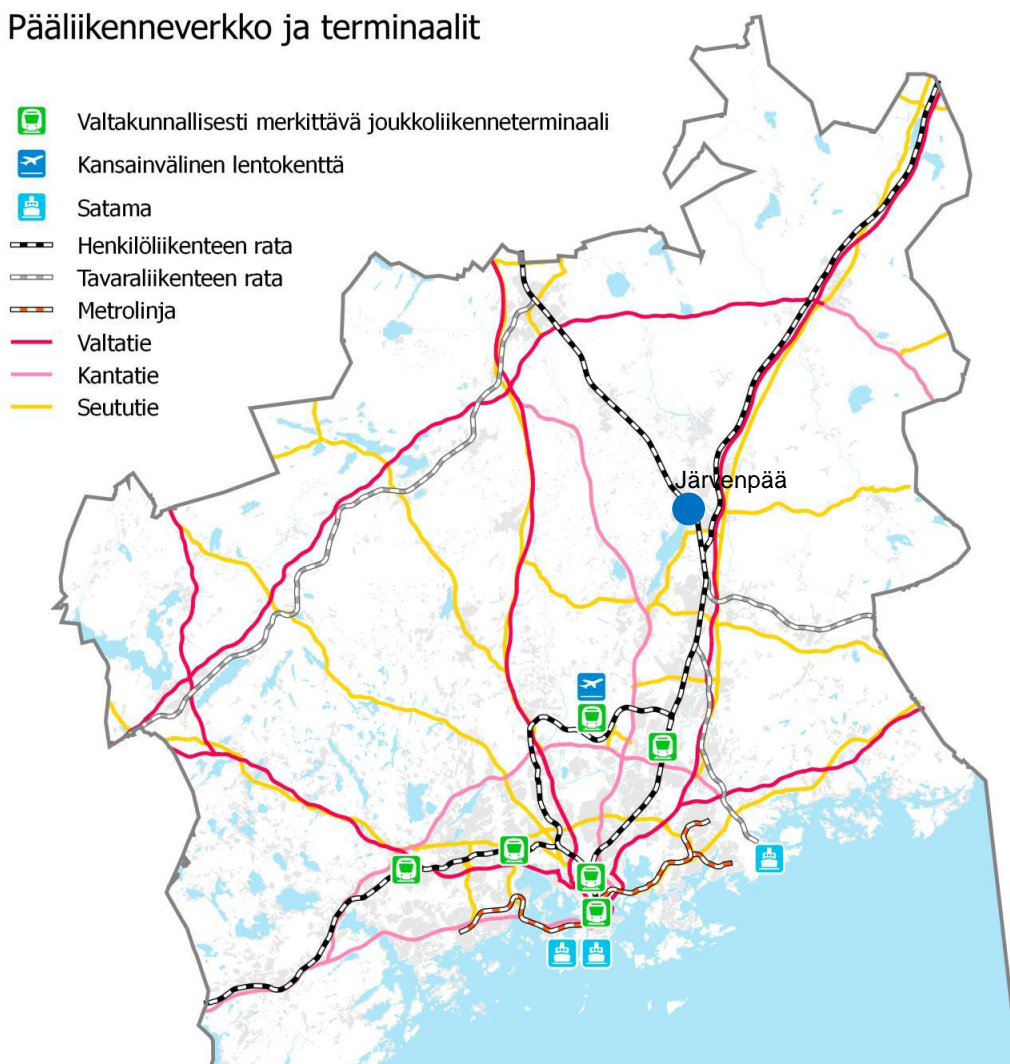 Pääliikenneverkko ja terminaalit
Valtakunnallisesti merkittävä joukkoliikenneterminaali
Kansainvälinen lentokenttä
Satama
Henkilöliikenteen rata
Tavaraliikenteen rata
Metrolinja
Valtatie
Kantatie
Seututie
Järvenpää